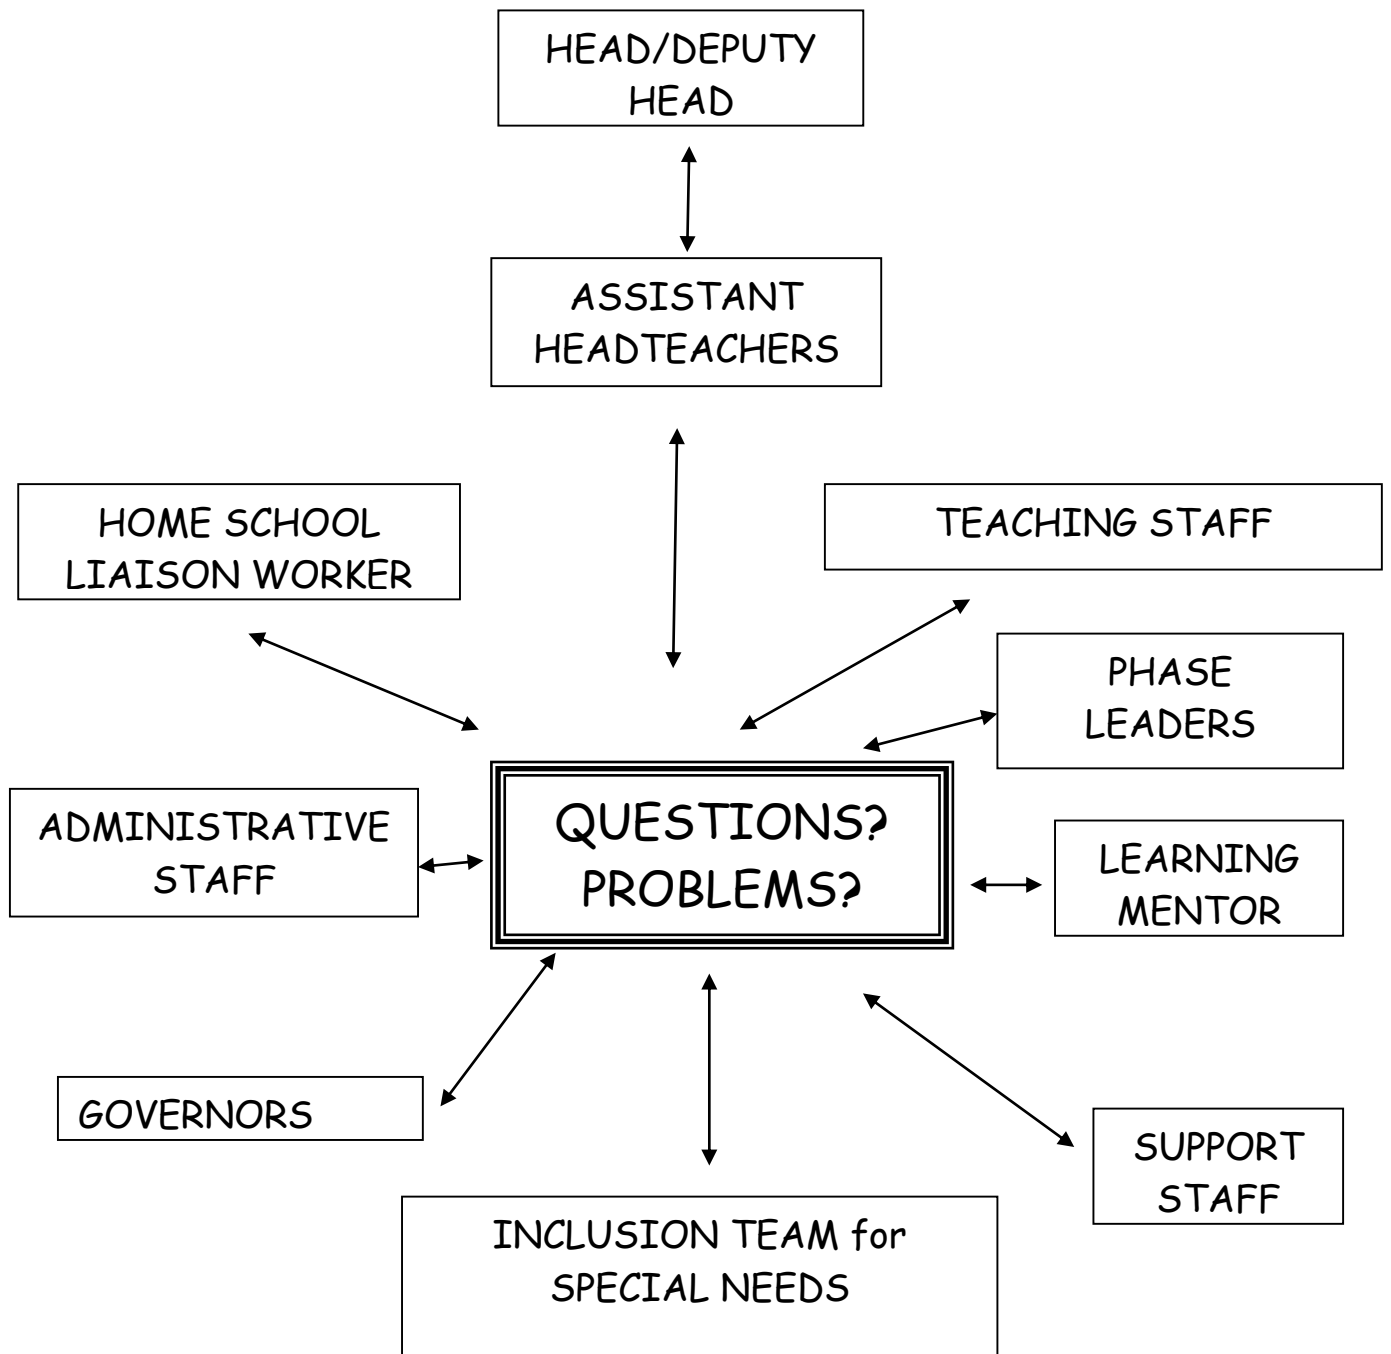 HEAD/DEPUTY
HEAD
ASSISTANT
HEADTEACHERS
HOME SCHOOL
LIAISON WORKER
TEACHING STAFF
PHASE
LEADERS
ADMINISTRATIVE
STAFF
QUESTIONS?
PROBLEMS?
LEARNING
MENTOR
GOVERNORS
SUPPORT
STAFF
INCLUSION TEAM for
SPECIAL NEEDS